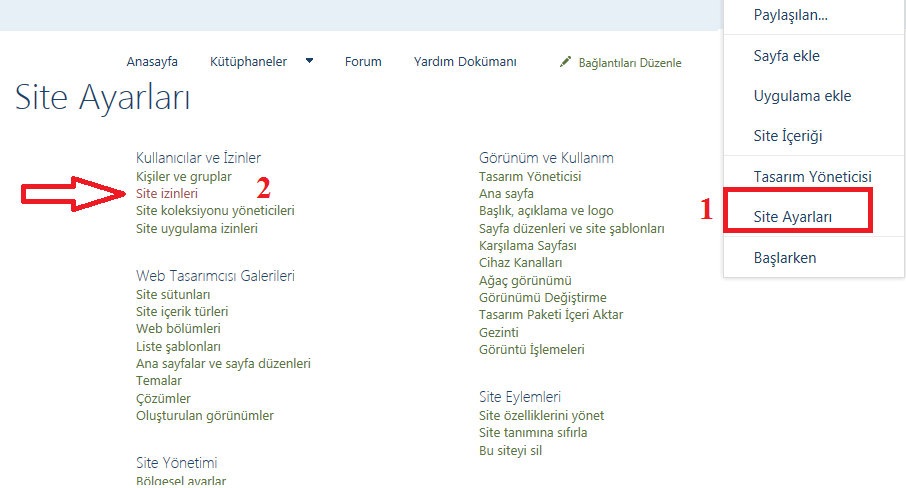 Anasayfa Kütüphaneler Forum Yardım Dokümanı Bağlantıları Düzenle
Site Ayarları
Kullanıcılar ve İzinler
Kişiler ve gruplar
Site izinleri
2
Site koleksiyonu yöneticileri
Site uygulama izinleri
Web Tasarımcısı Galerileri
Site sütunları
Site içerik türleri
Web bölümleri
Liste şablonları
Ana sayfalar ve sayfa düzenleri
Temalar
Çözümler
Oluşturulan görünümler
Site Yönetimi
Bölgesel ayarlar
Görünüm ve Kullanım
Tasarım Yöneticisi
Ana sayfa
Başlık, açıklama ve logo
Sayfa düzenleri ve site şablonları
Karşılama Sayfası
Cihaz Kanalları
Ağaç görünümü
Görünümü Değiştirme
Tasarım Paketi İçeri Aktar
Gezinti
Görüntü İşlemeleri
Site Eylemleri
Site özelliklerini yönet
Site tanımına sıfırla
Bu siteyi sil
Paylaşılan...
Sayfa ekle
Uygulama ekle
Site İçeriği
Tasarım Yöneticisi
1
Site Ayarları
Başlarken